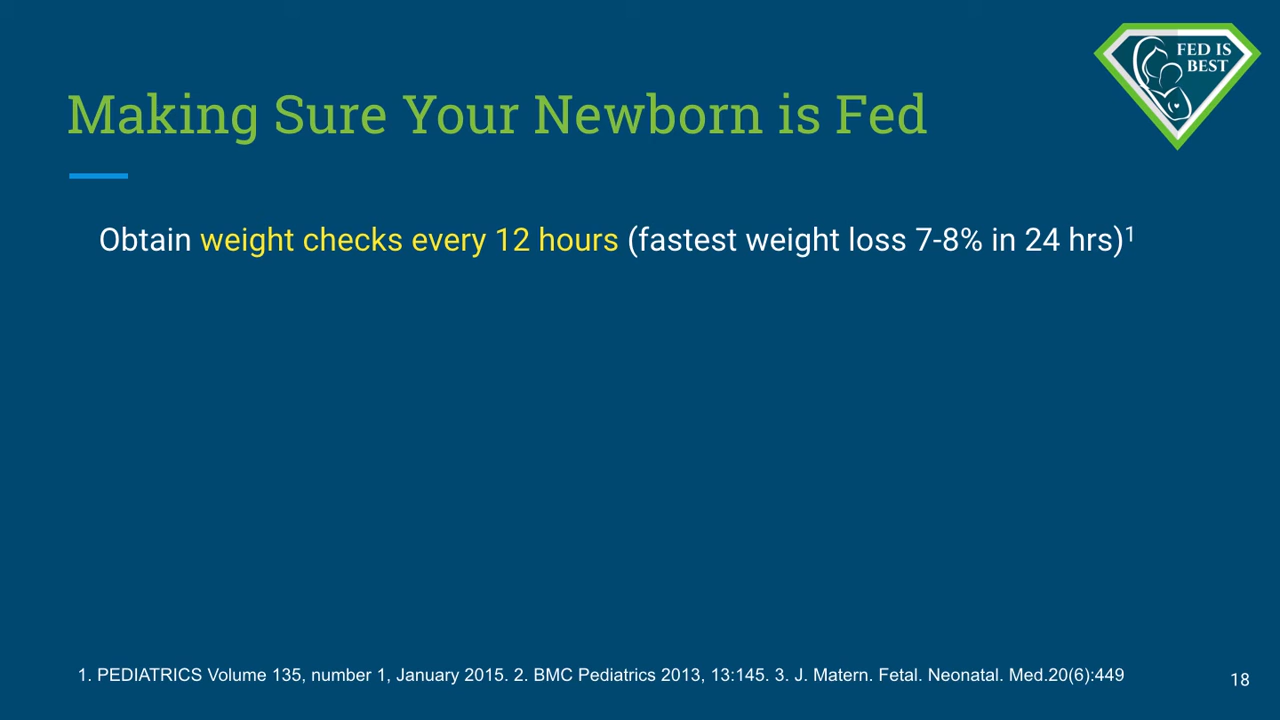 FED IS
BEST
Making Sure Your Newborn is Fed
Obtain weight checks every 12 hours (fastest weight loss 7-8% in 24 hrs)¹
1. PEDIATRICS Volume 135, number 1, January 2015. 2. BMC Pediatrics 2013, 13:145. 3. J. Matern. Fetal. Neonatal. Med.20(6):449
18